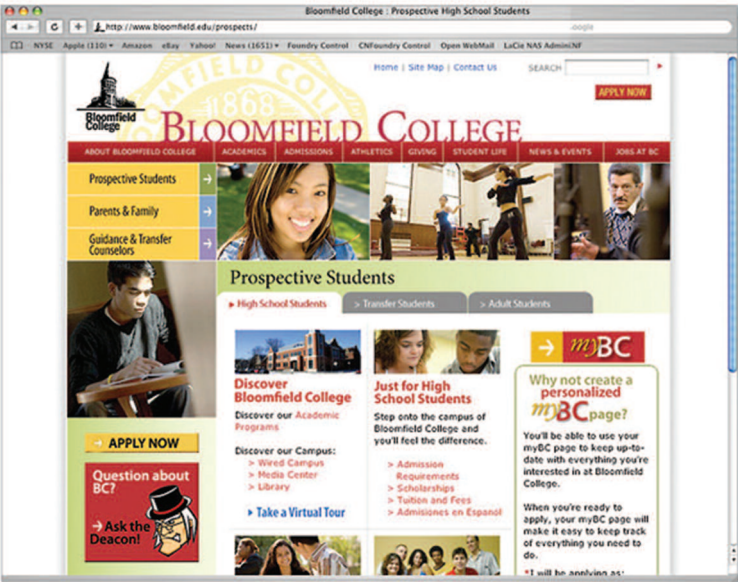 Bloomfield College : Prospective High School Students
http://www.bloomfield.edu/prospects/
NYSE Apple (110) Amazon eBay Yahoo! News (1651) Foundry Control CNFoundry Control Open WebMail LaCie NAS Admin
Home | Site Map | Contact Us SEARCH
APPLY NOW
BLOOMFIELD COLLEGE
1868
Bloomfield
College
BLOOMFIELD COLLEGE
ABOUT BLOOMFIELD COLLEGE ACADEMICS ADMISSIONS ATHLETICS GIVING STUDENT LIFE NEWS & EVENTS JOBS AT BC
Prospective Students
Parents & Family
Guidance & Transfer
Counselors
Prospective Students
High School Students > Transfer Students > Adult Students
Discover
Bloomfield College
Discover our Academic
Programs
Discover our Campus:
> Wired Campus
> Media Center
> Library
Take a Virtual Tour
Just for High
School Students
Step onto the campus of
Bloomfield College and
you'll feel the difference.
> Admission
Requirements
> Scholarships
> Tuition and Fees
> Admisiones en Espanol
myBC
Why not create a
personalized
myBC page?
You'll be able to use your
myBC page to keep up-to-
date with everything you're
interested in at Bloomfield
College.
When you're ready to
apply, your myBC page will
make it easy to keep track
of everything you need to
do.
*I will be applying as:
APPLY NOW
Question about
BC?
Ask the
Deacon!